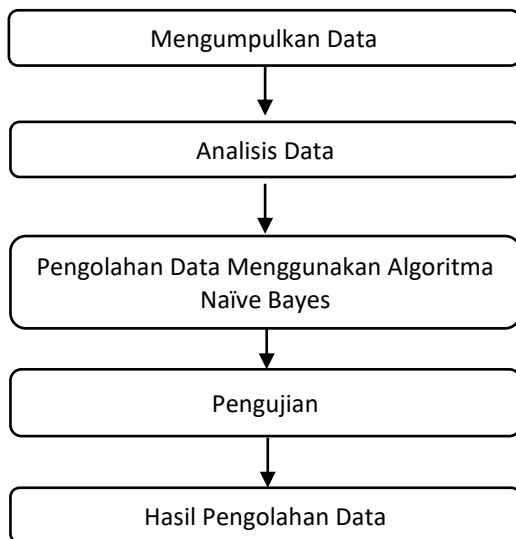 Mengumpulkan Data
Analisis Data
Pengolahan Data Menggunakan Algoritma
Naïve Bayes
Pengujian
Hasil Pengolahan Data